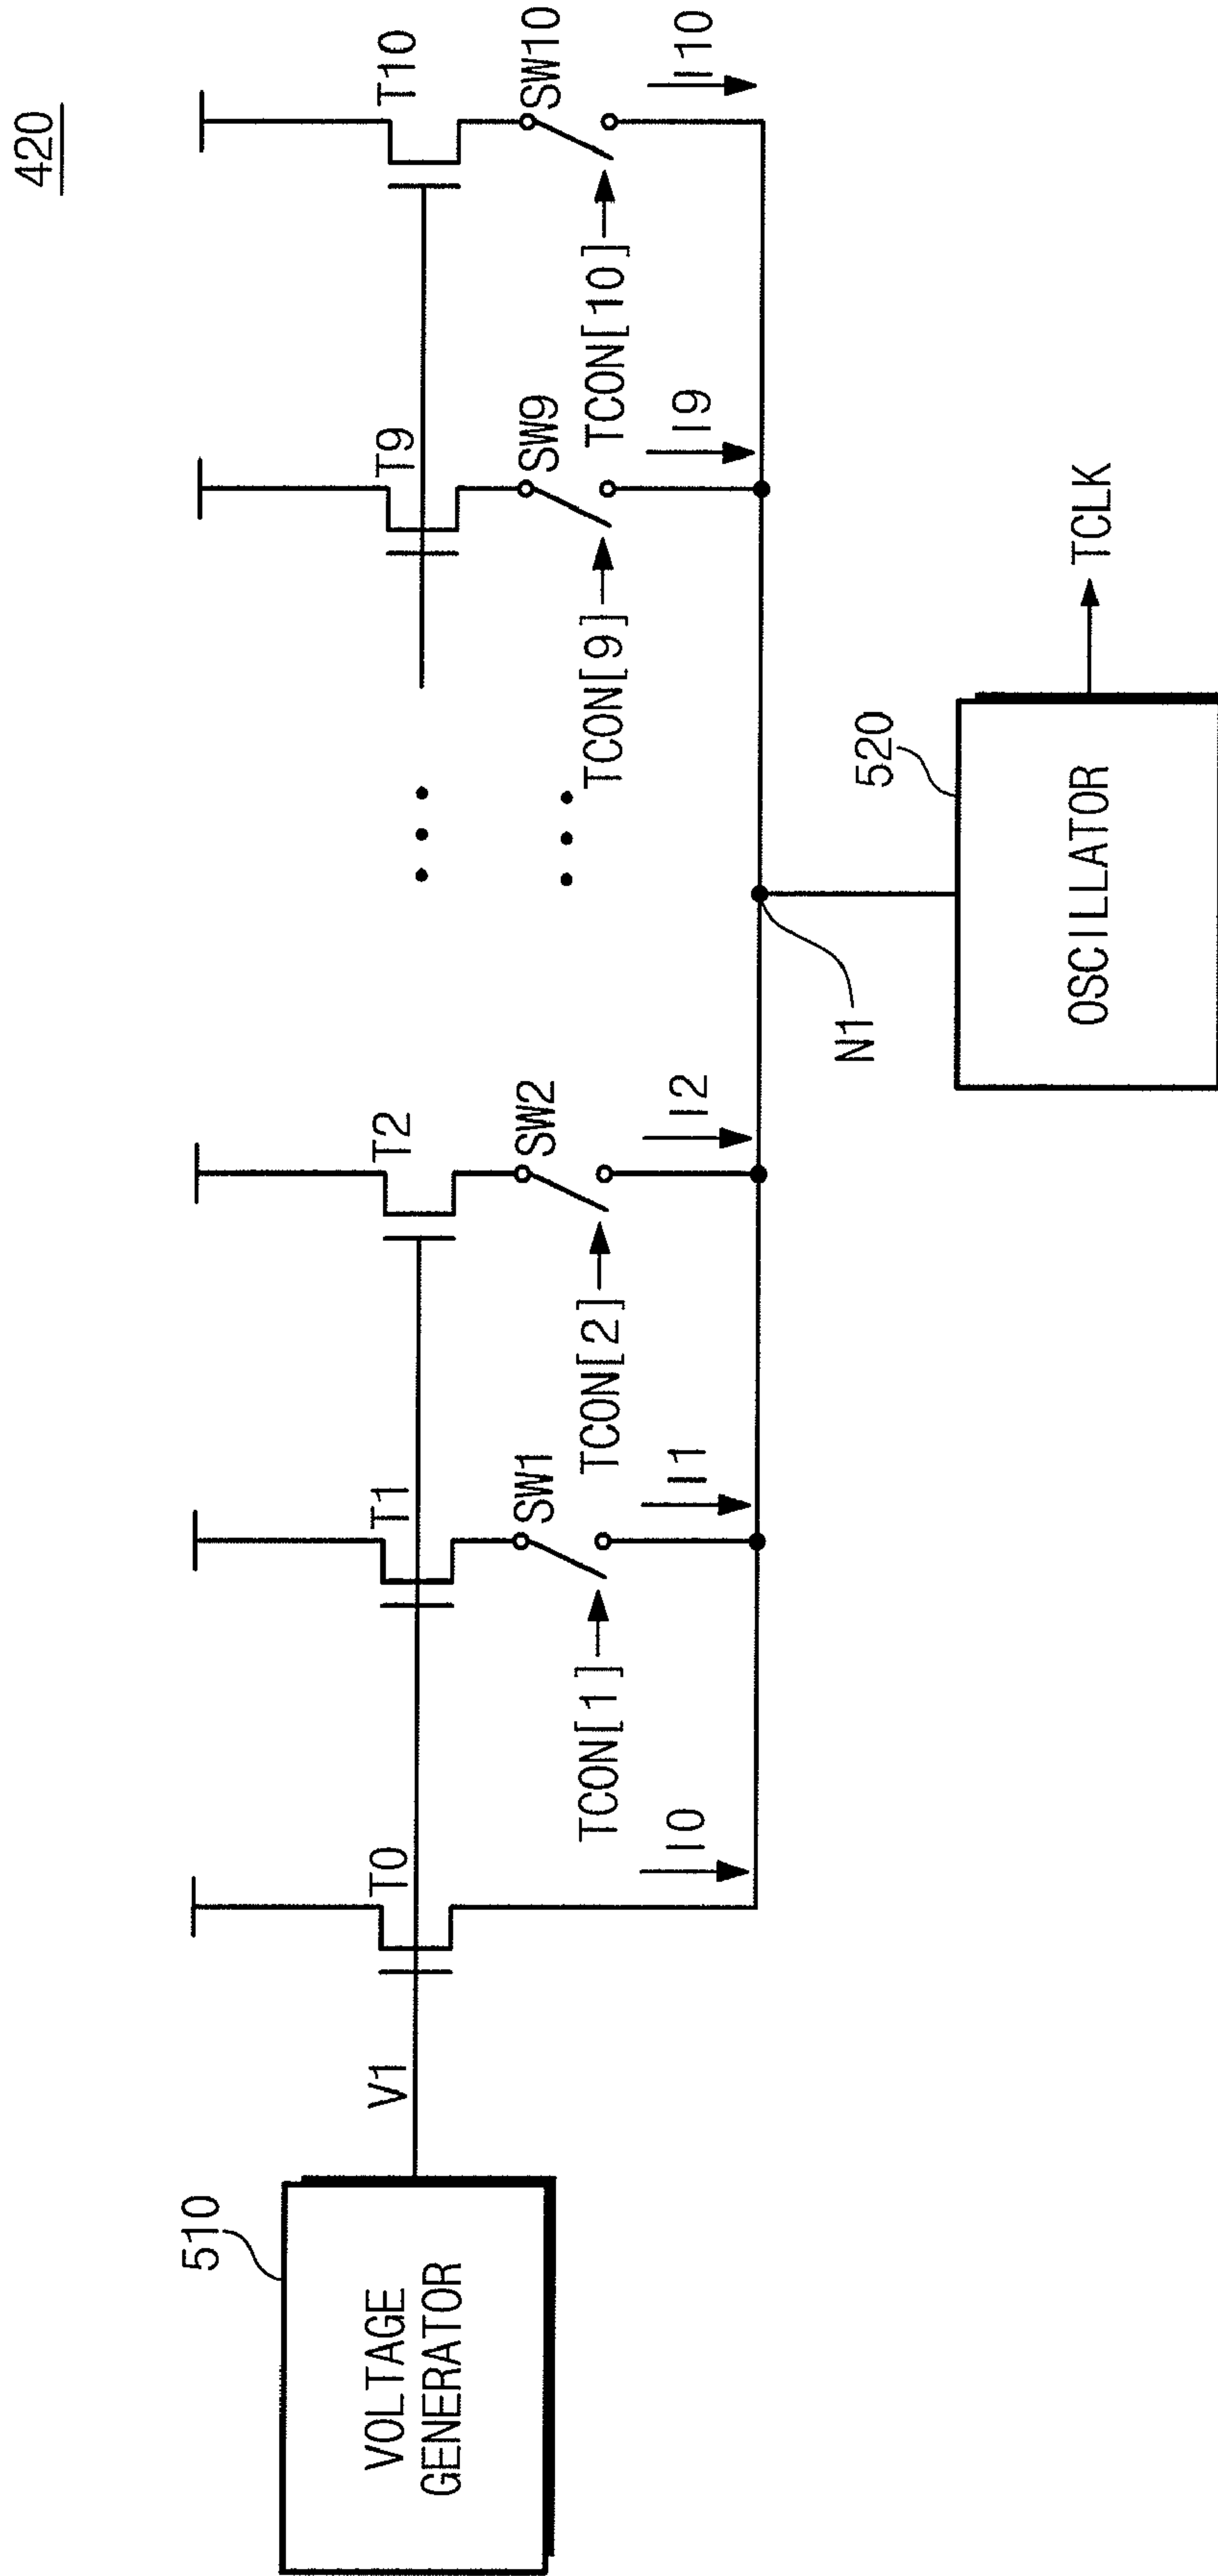 420
510
VOLTAGE
GENERATOR
V1
T0
T1
T2
T9
T10
SW1
SW2
SW9
SW10
TCON[1]
TCON[2]
TCON[9]
TCON[10]
I0
I1
I2
I9
I10
N1
520
OSCILLATOR
TCLK